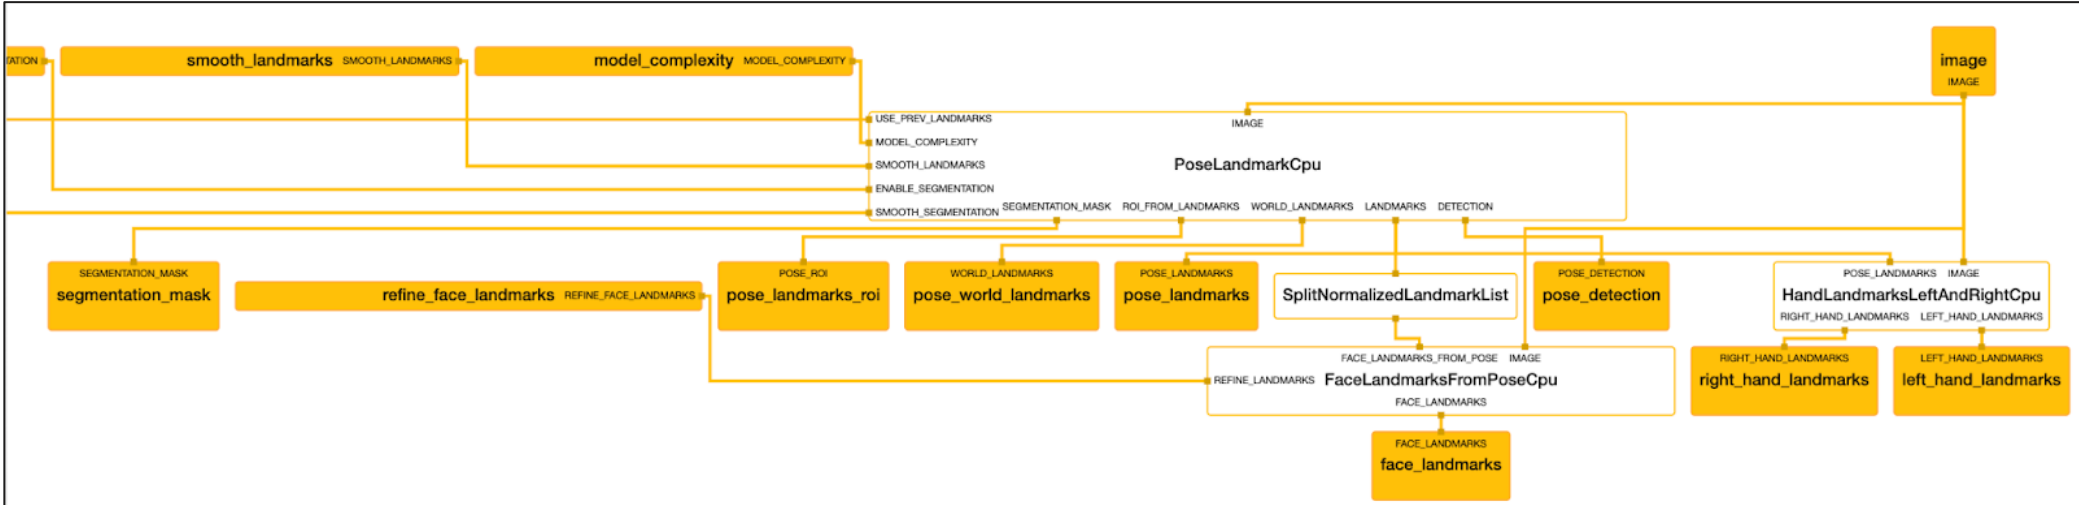 smooth_landmarks SMOOTH_LANDMARKS
model_complexity MODEL_COMPLEXITY
image
IMAGE
USE_PREV_LANDMARKS
IMAGE
MODEL_COMPLEXITY
PoseLandmarkCpu
SMOOTH_LANDMARKS
ENABLE_SEGMENTATION
SMOOTH_SEGMENTATION
SEGMENTATION_MASK ROI_FROM_LANDMARKS WORLD_LANDMARKS LANDMARKS DETECTION
SEGMENTATION_MASK
segmentation_mask
refine_face_landmarks REFINE_FACE_LANDMARKS
POSE_ROI
pose_landmarks_roi
WORLD_LANDMARKS
pose_world_landmarks
POSE_LANDMARKS
pose_landmarks
SplitNormalizedLandmarkList
POSE_DETECTION
pose_detection
POSE_LANDMARKS IMAGE
HandLandmarksLeftAndRightCpu
RIGHT_HAND_LANDMARKS LEFT_HAND_LANDMARKS
FACE_LANDMARKS_FROM_POSE IMAGE
REFINE_LANDMARKS FaceLandmarksFromPoseCpu
FACE_LANDMARKS
RIGHT_HAND_LANDMARKS
right_hand_landmarks
LEFT_HAND_LANDMARKS
left_hand_landmarks
FACE_LANDMARKS
face_landmarks